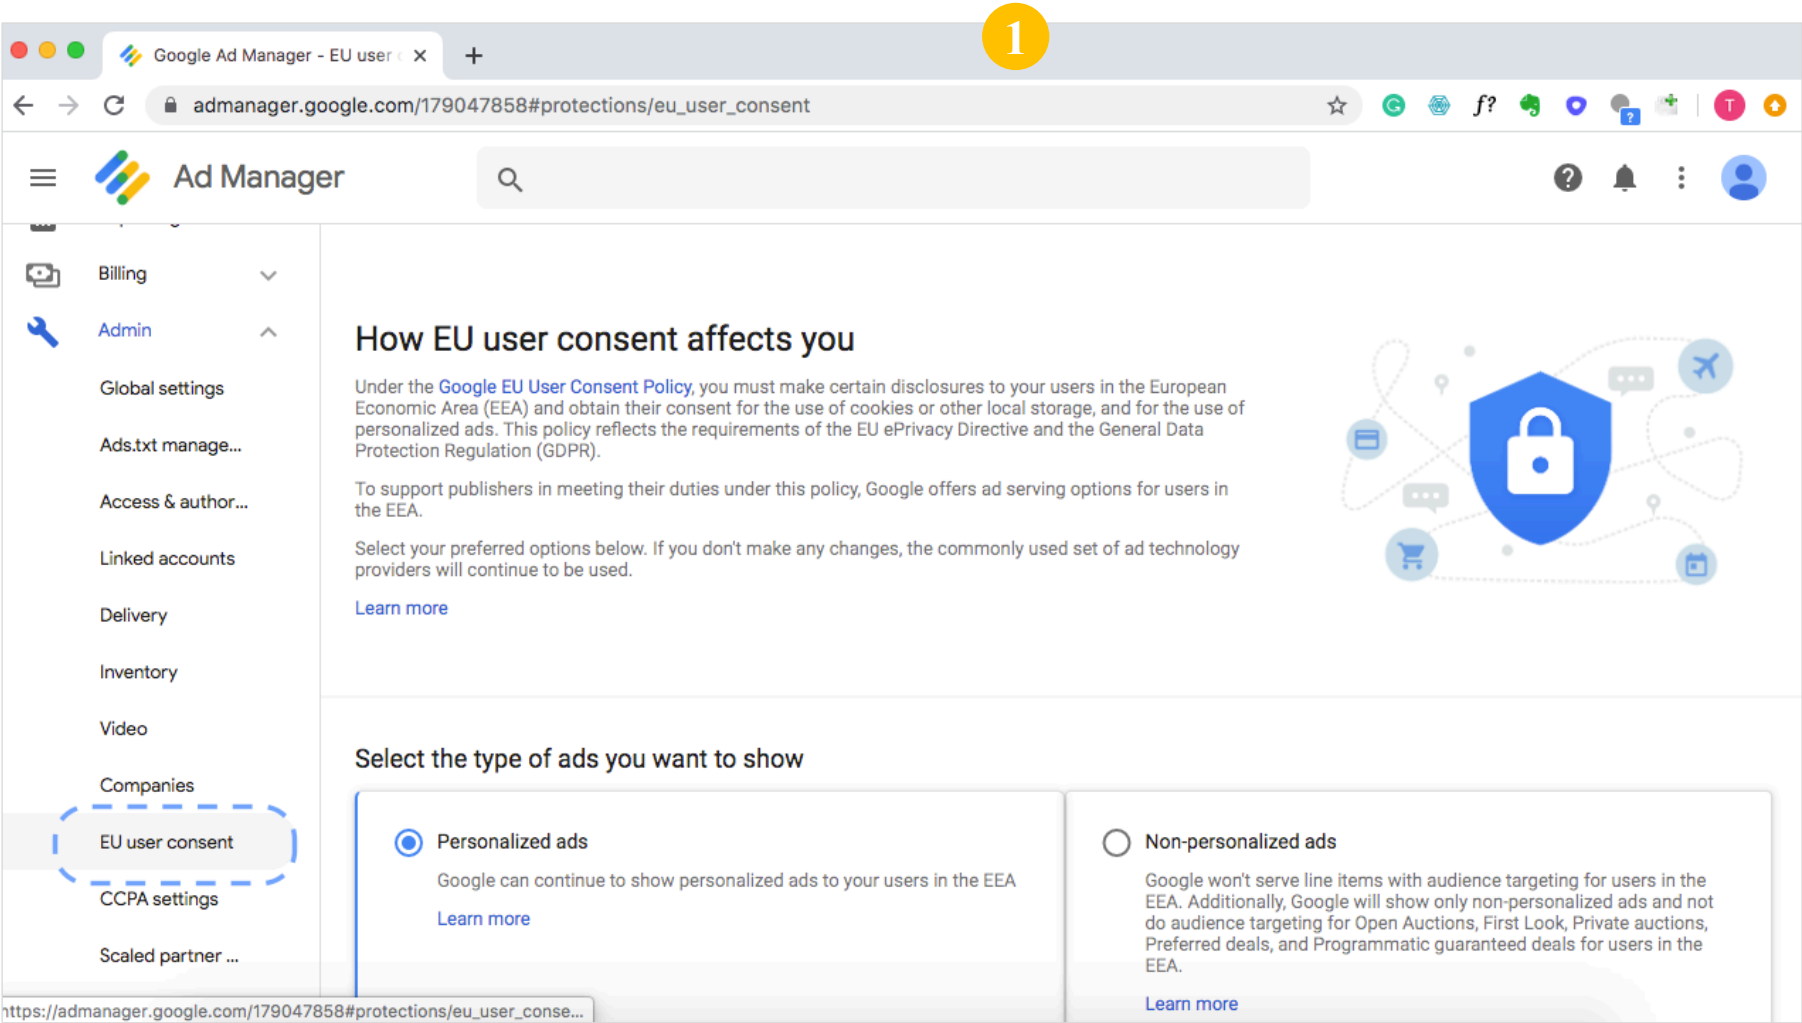 1
Google Ad Manager - EU user
admanager.google.com/179047858#protections/eu_user_consent
f?
?
T
Ad Manager
Billing
Admin
Global settings
Ads.txt manage...
Access & author...
Linked accounts
Delivery
Inventory
Video
Companies
EU user consent
CCPA settings
Scaled partner ...
How EU user consent affects you
Under the Google EU User Consent Policy, you must make certain disclosures to your users in the European
Economic Area (EEA) and obtain their consent for the use of cookies or other local storage, and for the use of
personalized ads. This policy reflects the requirements of the EU ePrivacy Directive and the General Data
Protection Regulation (GDPR).
To support publishers in meeting their duties under this policy, Google offers ad serving options for users in
the EEA.
Select your preferred options below. If you don't make any changes, the commonly used set of ad technology
providers will continue to be used.
Learn more
Select the type of ads you want to show
Personalized ads
Google can continue to show personalized ads to your users in the EEA
Learn more
Non-personalized ads
Google won't serve line items with audience targeting for users in the
EEA. Additionally, Google will show only non-personalized ads and not
do audience targeting for Open Auctions, First Look, Private auctions,
Preferred deals, and Programmatic guaranteed deals for users in the
EEA.
Learn more
https://admanager.google.com/179047858#protections/eu_user_conse...